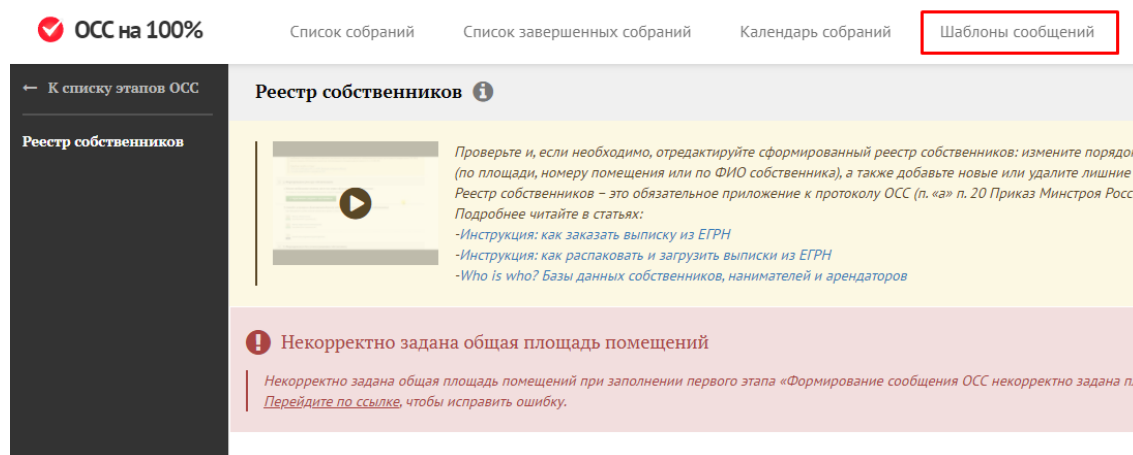 ОСС на 100%
Список собраний
Список завершенных собраний
Календарь собраний
Шаблоны сообщений
← К списку этапов ОСС
Реестр собственников
Реестр собственников
Проверьте и, если необходимо, отредактируйте сформированный реестр собственников: измените порядо
(по площади, номеру помещения или по ФИО собственника), а также добавьте новые или удалите лишние
Реестр собственников – это обязательное приложение к протоколу ОСС (п. «а» п. 20 Приказ Минстроя Росс
Подробнее читайте в статьях:
-Инструкция: как заказать выписку из ЕГРН
-Инструкция: как распаковать и загрузить выписки из ЕГРН
-Who is who? Базы данных собственников, нанимателей и арендаторов
Некорректно задана общая площадь помещений
Некорректно задана общая площадь помещений при заполнении первого этапа «Формирование сообщения ОСС некорректно задана п
Перейдите по ссылке, чтобы исправить ошибку.